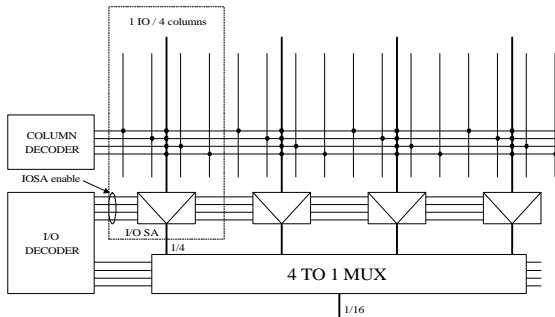 1 IO / 4 columns
COLUMN
DECODER
IOSA enable
I/O SA
I/O
DECODER
1/4
4 TO 1 MUX
1/16